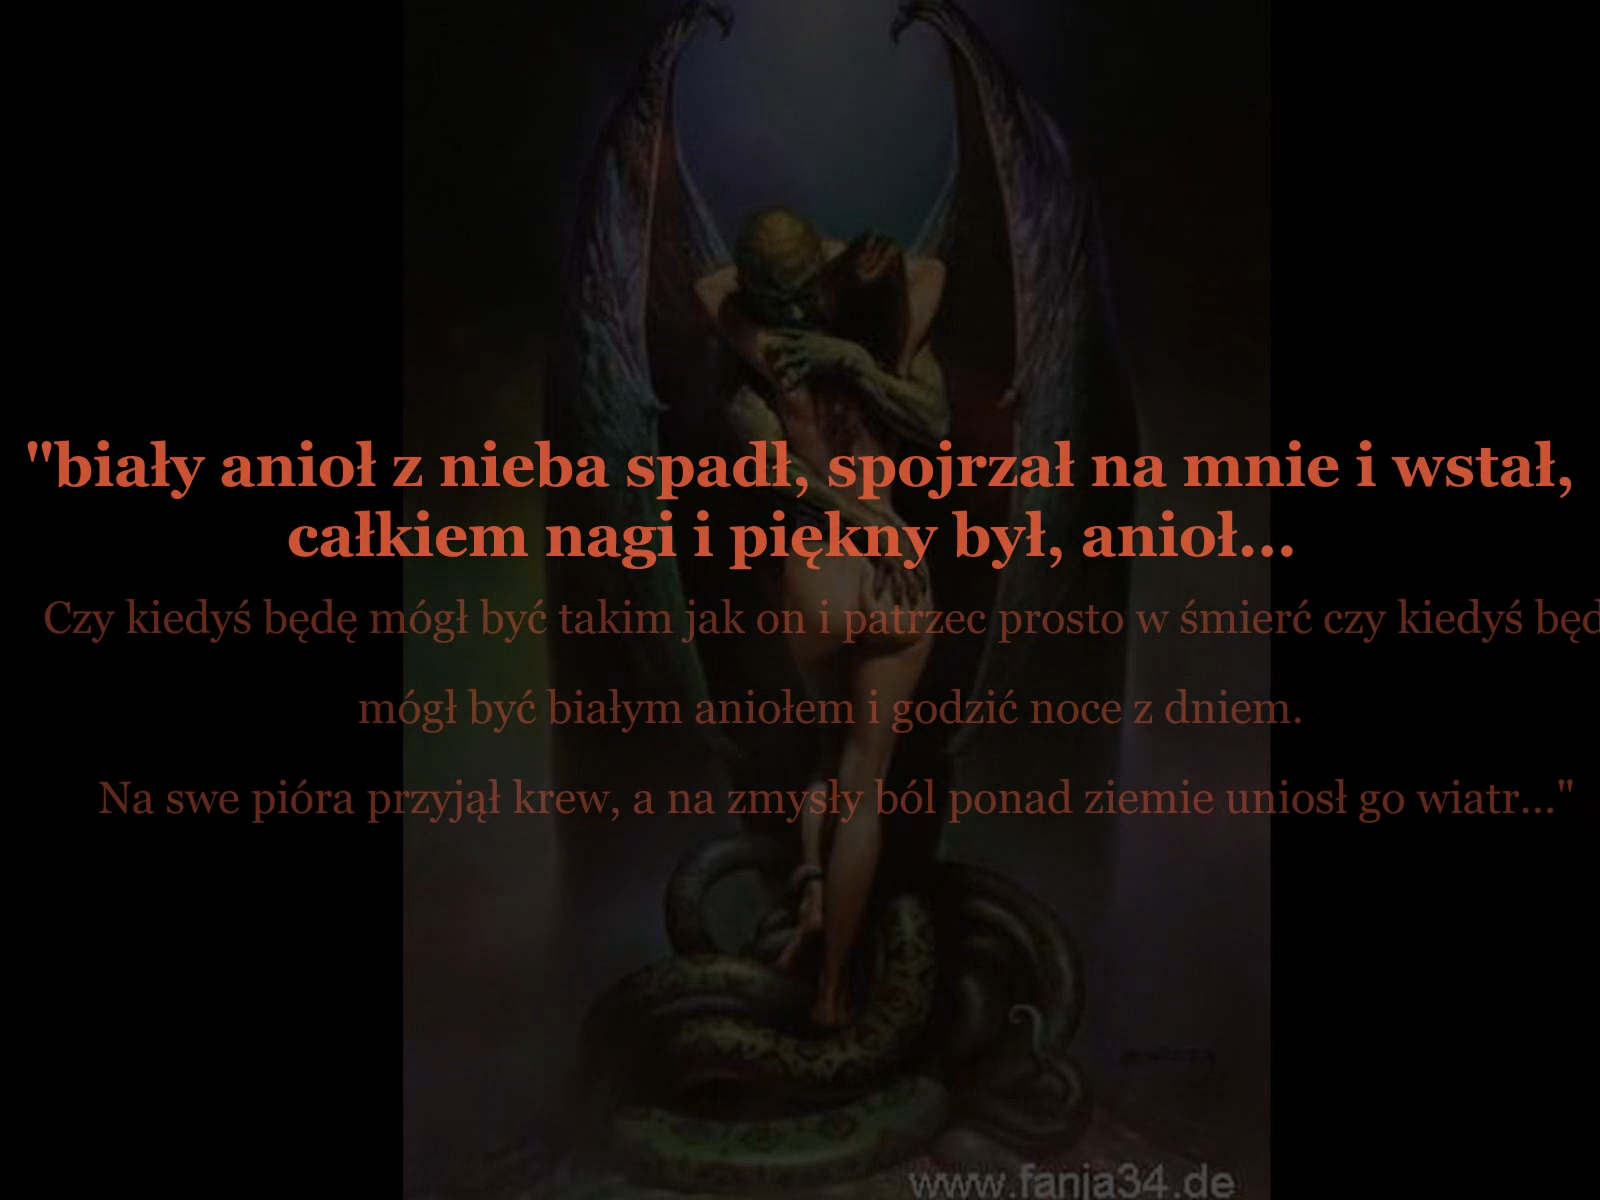 "biały anioł z nieba spadł, spojrzał na mnie i wstał,
całkiem nagi i piękny był, anioł...
Czy kiedyś będę mógł być takim jak on i patrzec prosto w śmierć czy kiedyś będ
mógł być białym aniołem i godzić noce z dniem.
Na swe pióra przyjął krew, a na zmysły ból ponad ziemie uniosł go wiatr..."
www.fanja34.de